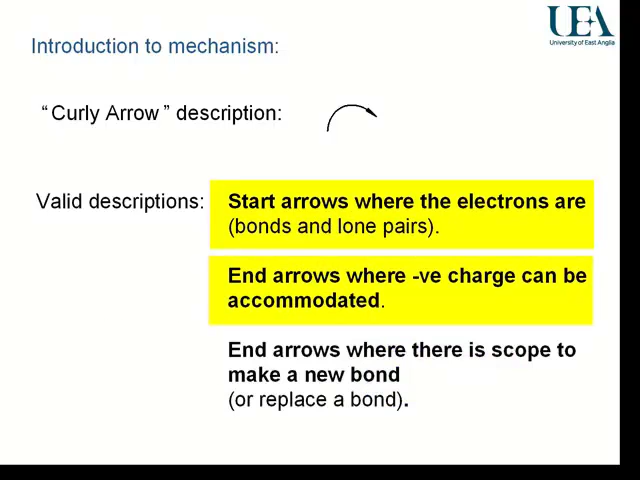 UEA
University of East Anglia
Introduction to mechanism:
“Curly Arrow” description:
Valid descriptions:
Start arrows where the electrons are
(bonds and lone pairs).
End arrows where -ve charge can be
accommodated.
End arrows where there is scope to
make a new bond
(or replace a bond).